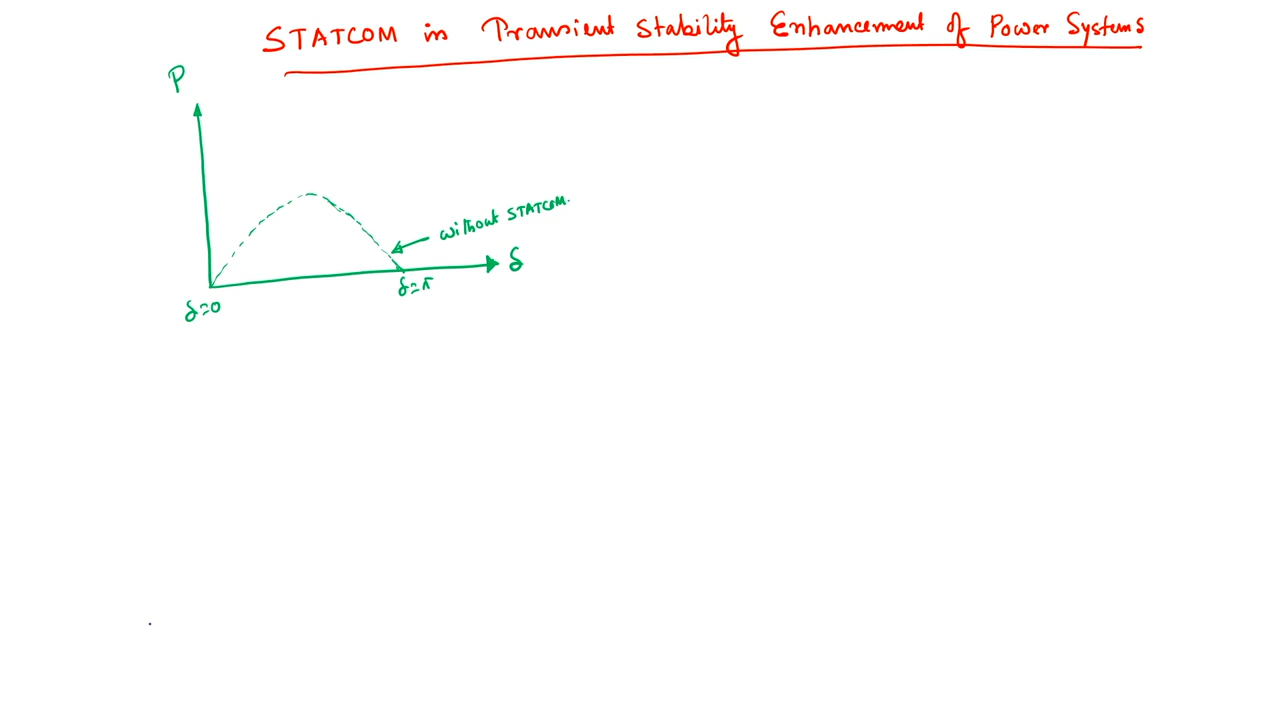 STATCOM in Transient Stability Enhancement of Power Systems
P
without STATCOM.
δ
δ=π
δ=0